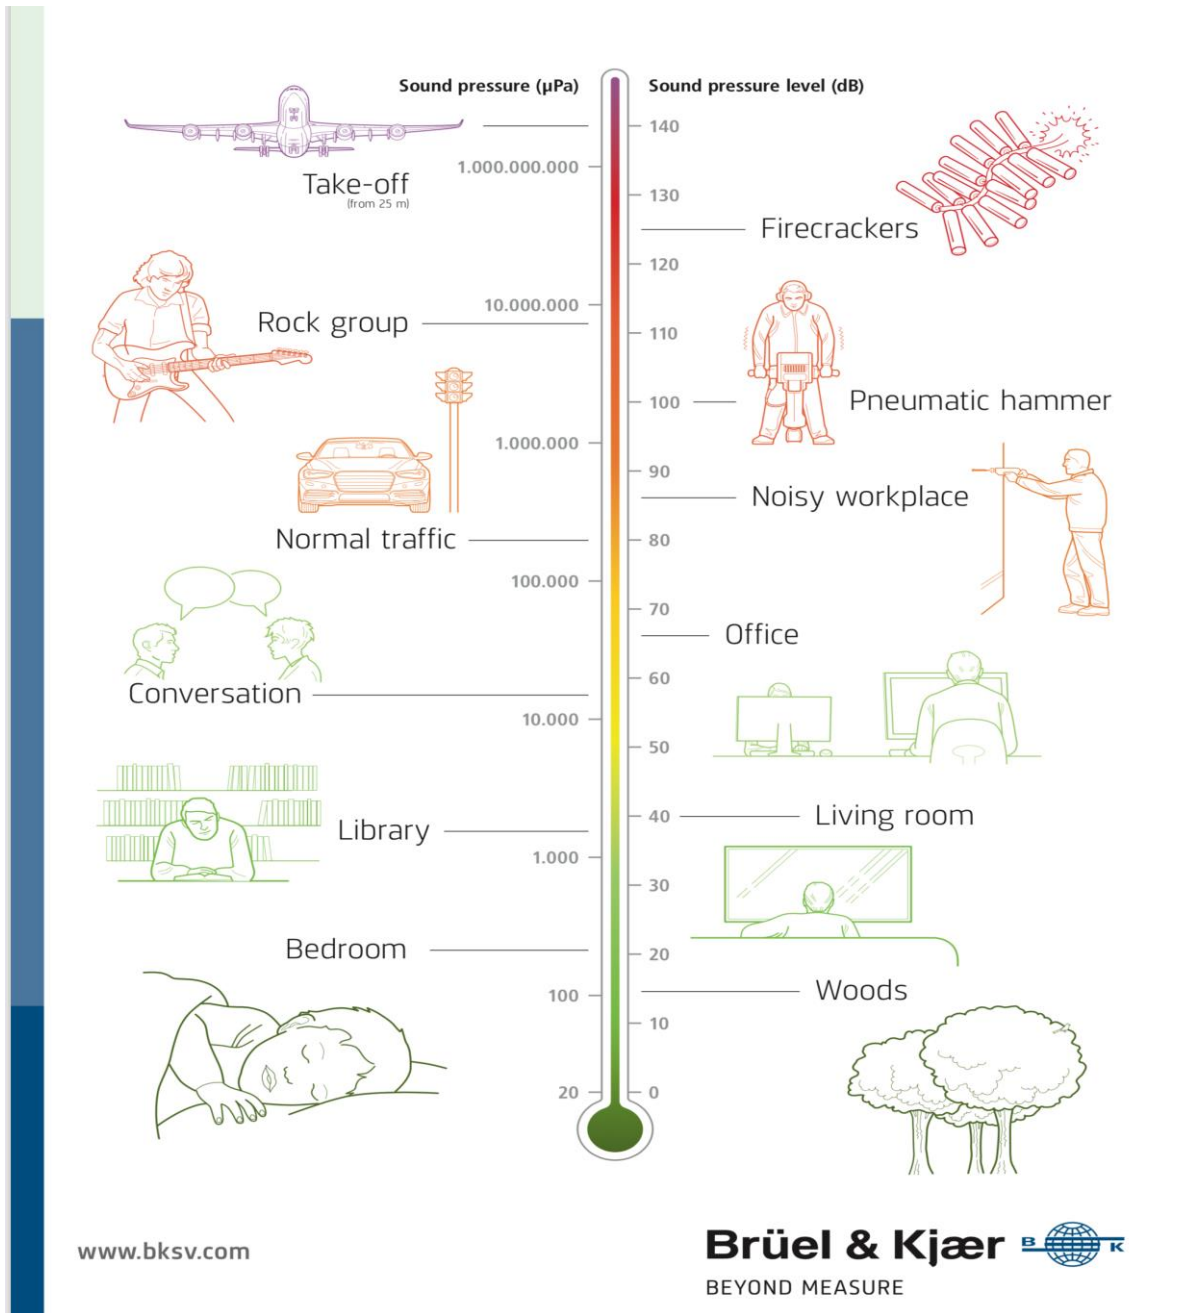 Sound pressure (µPa)
Sound pressure level (dB)
140
1.000.000.000
Take-off
(from 25 m)
130
Firecrackers
120
10.000.000
Rock group
110
100
Pneumatic hammer
1.000.000
90
Noisy workplace
Normal traffic
80
100.000
70
Office
60
Conversation
10.000
50
40
Living room
Library
1.000
30
Bedroom
20
Woods
100
10
20
0
www.bksv.com
Brüel & Kjær
B K
BEYOND MEASURE